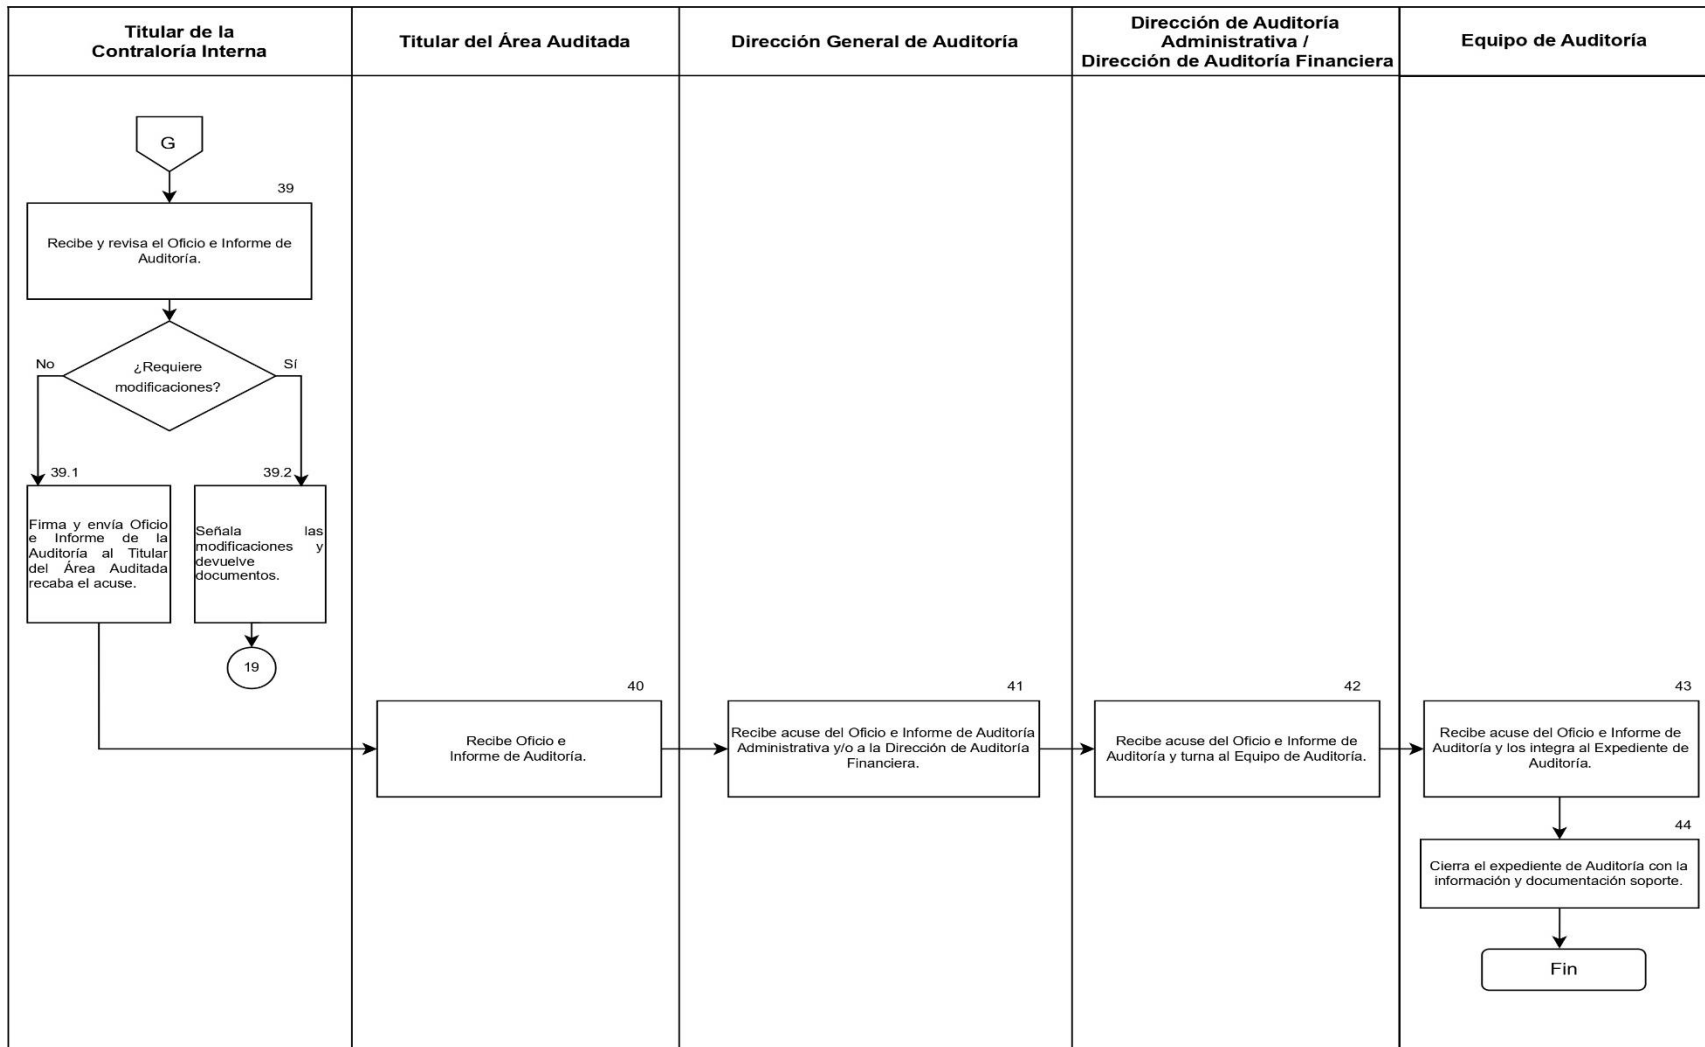 Titular de la
Contraloría Interna
Titular del Área Auditada
Dirección General de Auditoría
Dirección de Auditoría
Administrativa /
Dirección de Auditoría Financiera
Equipo de Auditoría
G
39
Recibe y revisa el Oficio e Informe de
Auditoría.
¿Requiere
modificaciones?
No
Sí
39.1
Firma y envía Oficio
e Informe de la
Auditoría al Titular
del Área Auditada
recaba el acuse.
39.2
Señala las
modificaciones y
devuelve
documentos.
19
40
Recibe Oficio e
Informe de Auditoría.
41
Recibe acuse del Oficio e Informe de Auditoría
Administrativa y/o a la Dirección de Auditoría
Financiera.
42
Recibe acuse del Oficio e Informe de
Auditoría y turna al Equipo de Auditoría.
43
Recibe acuse del Oficio e Informe de
Auditoría y los integra al Expediente de
Auditoría.
44
Cierra el expediente de Auditoría con la
información y documentación soporte.
Fin